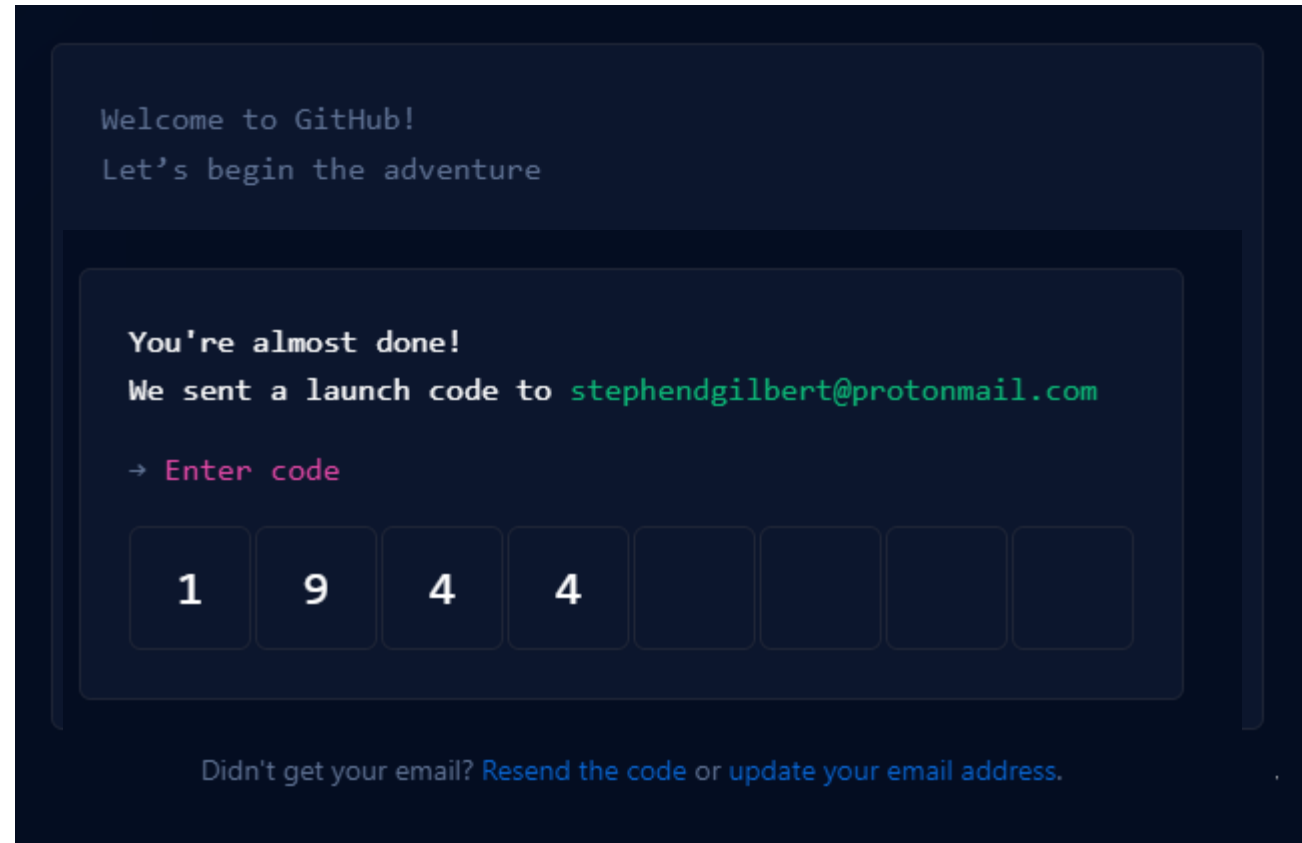 Welcome to GitHub!
Let’s begin the adventure
You're almost done!
We sent a launch code to stephendgilbert@protonmail.com
→ Enter code
1 9 4 4
Didn't get your email? Resend the code or update your email address.